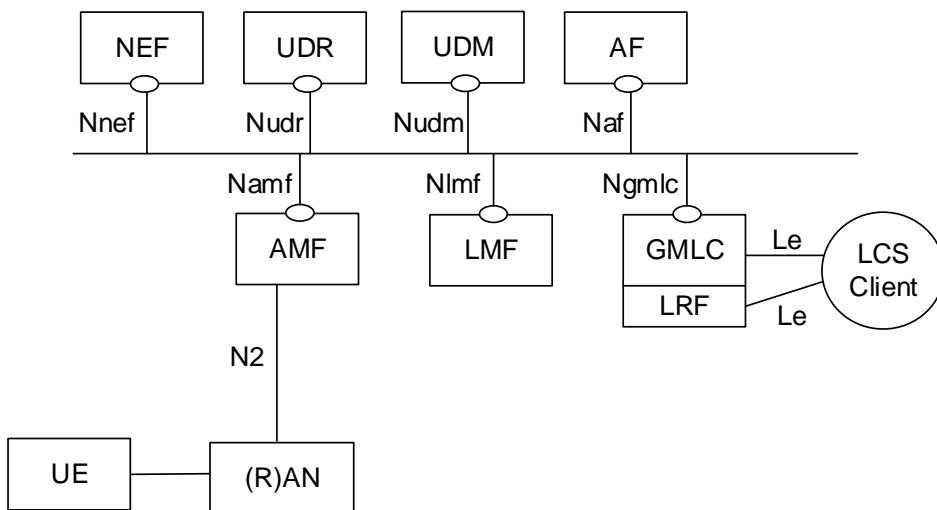 NEF
UDR
UDM
AF
Nnef
Nudr
Nudm
Naf
Namf
Nlmf
Ngmlc
AMF
LMF
GMLC
Le
LCS
Client
LRF
Le
N2
UE
(R)AN